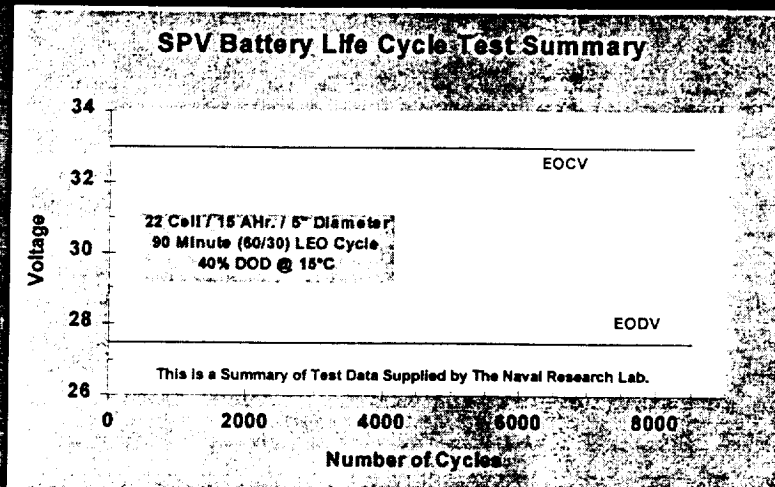 SPV Battery Life Cycle Test Summary
34
32
30
28
26
Voltage
EOCV
22 Cell / 15 AHr. / 5" Diameter
90 Minute (60/30) LEO Cycle
40% DOD @ 15°C
EODV
This is a Summary of Test Data Supplied by The Naval Research Lab.
0 2000 4000 6000 8000
Number of Cycles